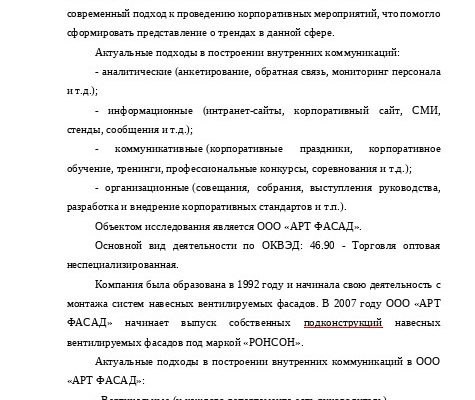 современный подход к проведению корпоративных мероприятий, что помогло
сформировать представление о трендах в данной сфере.
Актуальные подходы в построении внутренних коммуникаций:
- аналитические (анкетирование, обратная связь, мониторинг персонала
и т.д.);
- информационные (интранет-сайты, корпоративный сайт, СМИ,
стенды, сообщения и т.д.);
- коммуникативные (корпоративные праздники, корпоративное
обучение, тренинги, профессиональные конкурсы, соревнования и т.д.);
- организационные (совещания, собрания, выступления руководства,
разработка и внедрение корпоративных стандартов и т.п.).
Объектом исследования является ООО «АРТ ФАСАД».
Основной вид деятельности по ОКВЭД: 46.90 - Торговля оптовая
неспециализированная.
Компания была образована в 1992 году и начинала свою деятельность с
монтажа систем навесных вентилируемых фасадов. В 2007 году ООО «АРТ
ФАСАД» начинает выпуск собственных подконструкций навесных
вентилируемых фасадов под маркой «РОНСОН».
Актуальные подходы в построении внутренних коммуникаций в ООО
«АРТ ФАСАД»: